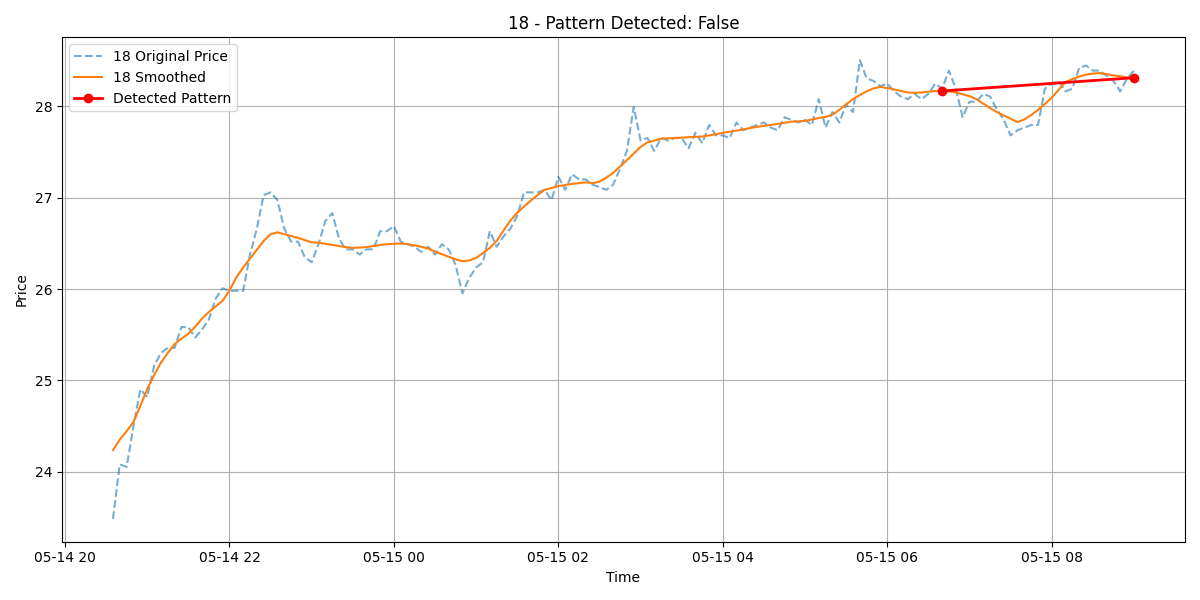 18 - Pattern Detected: False
18 Original Price
18 Smoothed
Detected Pattern
Price
28
27
26
25
24
05-14 20
05-14 22
05-15 00
05-15 02
05-15 04
05-15 06
05-15 08
Time